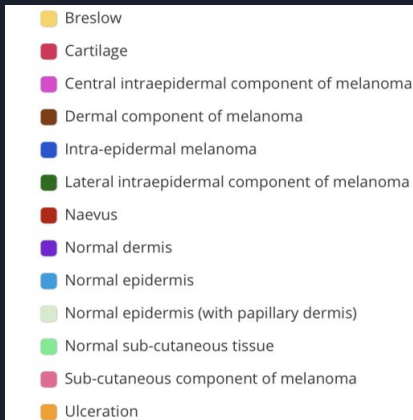 Breslow
Cartilage
Central intraepidermal component of melanoma
Dermal component of melanoma
Intra-epidermal melanoma
Lateral intraepidermal component of melanoma
Naevus
Normal dermis
Normal epidermis
Normal epidermis (with papillary dermis)
Normal sub-cutaneous tissue
Sub-cutaneous component of melanoma
Ulceration